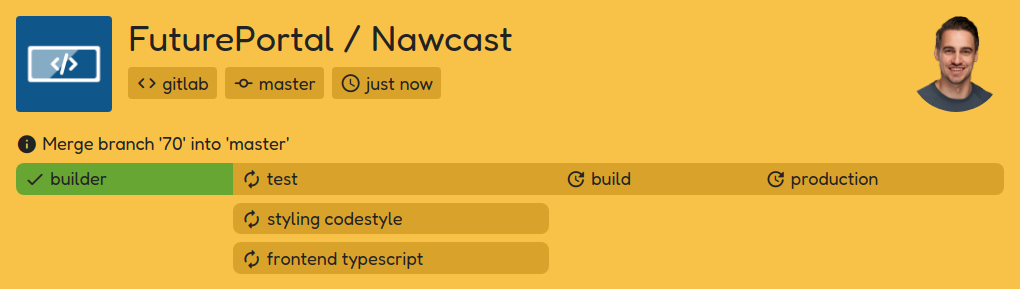 </>
FuturePortal / Nawcast
<> gitlab master just now
Merge branch '70' into 'master'
builder test build production
styling codestyle
frontend typescript